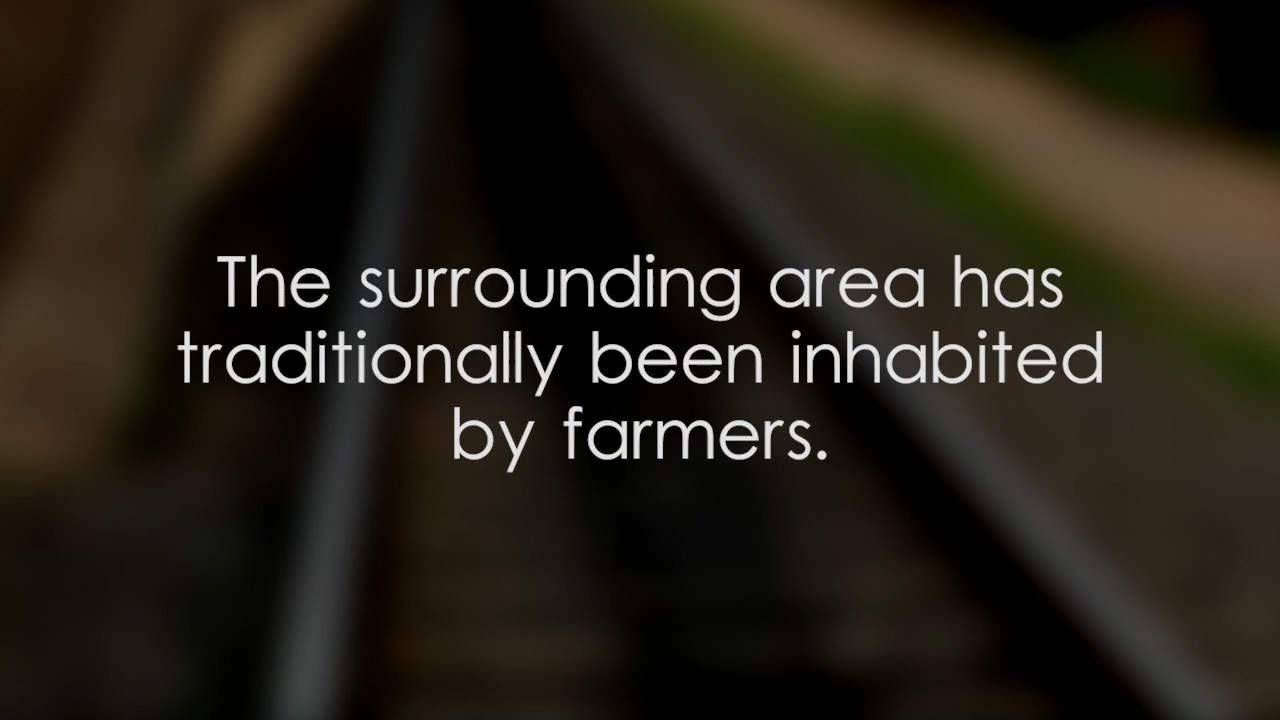 The surrounding area has
traditionally been inhabited
by farmers.